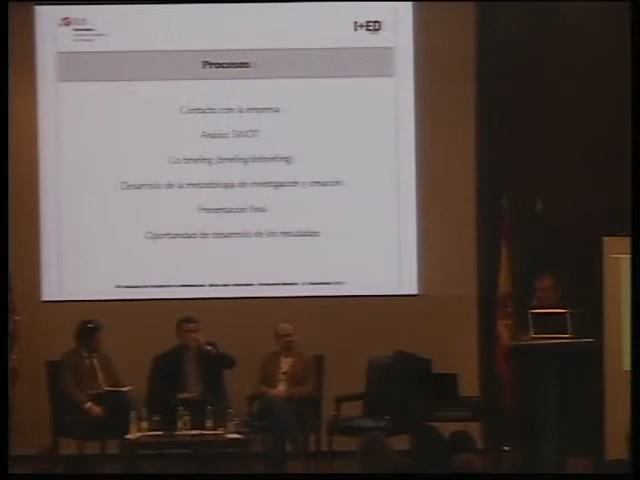 I+ED
Procesos
Contacto con la empresa
Análisis SWOT
Co-briefing (briefing/debriefing)
Desarrollo de la metodología de investigación y creación
Presentación final
Oportunidad de desarrollo de los resultados